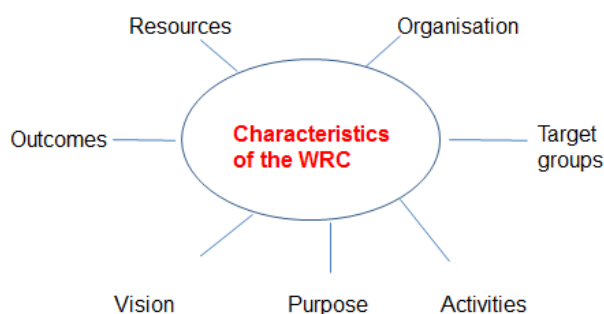 Resources
Organisation
Outcomes
Characteristics
of the WRC
Target
groups
Vision
Purpose
Activities